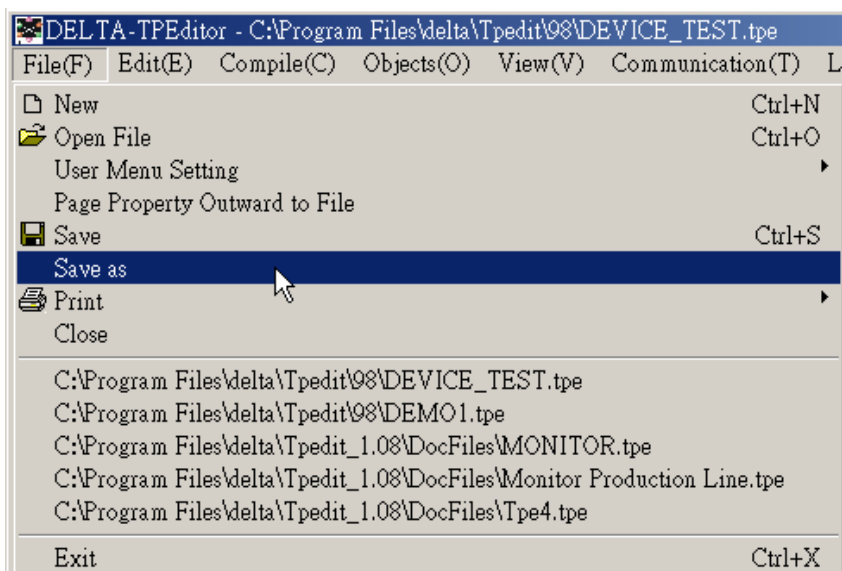 DELTA-TPEditor - C:\Program Files\delta\Tpedit\98\DEVICE_TEST.tpe
File(F) Edit(E) Compile(C) Objects(O) View(V) Communication(T) L
New Ctrl+N
Open File Ctrl+O
User Menu Setting
Page Property Outward to File
Save Ctrl+S
Save as
Print
Close
C:\Program Files\delta\Tpedit\98\DEVICE_TEST.tpe
C:\Program Files\delta\Tpedit\98\DEMO1.tpe
C:\Program Files\delta\Tpedit_1.08\DocFiles\MONITOR.tpe
C:\Program Files\delta\Tpedit_1.08\DocFiles\Monitor Production Line.tpe
C:\Program Files\delta\Tpedit_1.08\DocFiles\Tpe4.tpe
Exit Ctrl+X